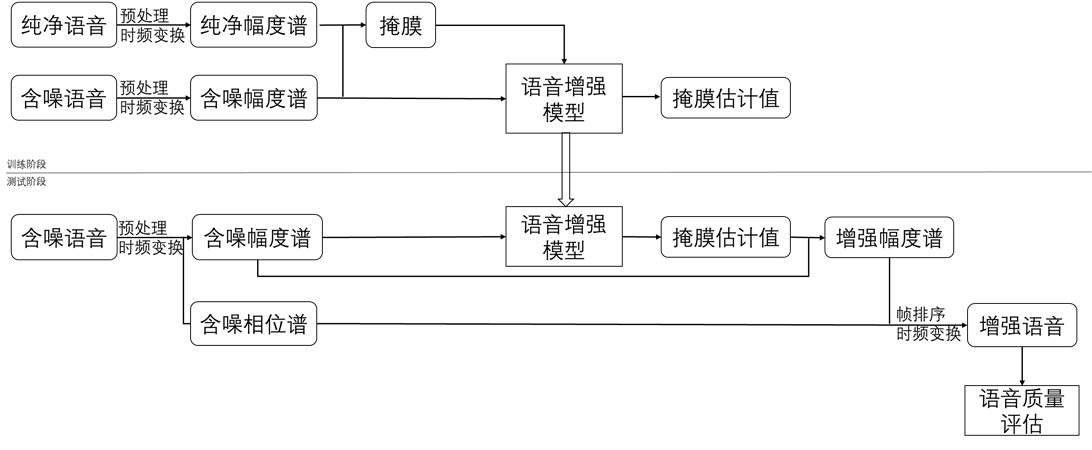 纯净语音
预处理
时频变换
纯净幅度谱
掩膜
含噪语音
预处理
时频变换
含噪幅度谱
语音增强
模型
掩膜估计值
训练阶段
测试阶段
含噪语音
预处理
时频变换
含噪幅度谱
语音增强
模型
掩膜估计值
增强幅度谱
含噪相位谱
帧排序
时频变换
增强语音
语音质量
评估